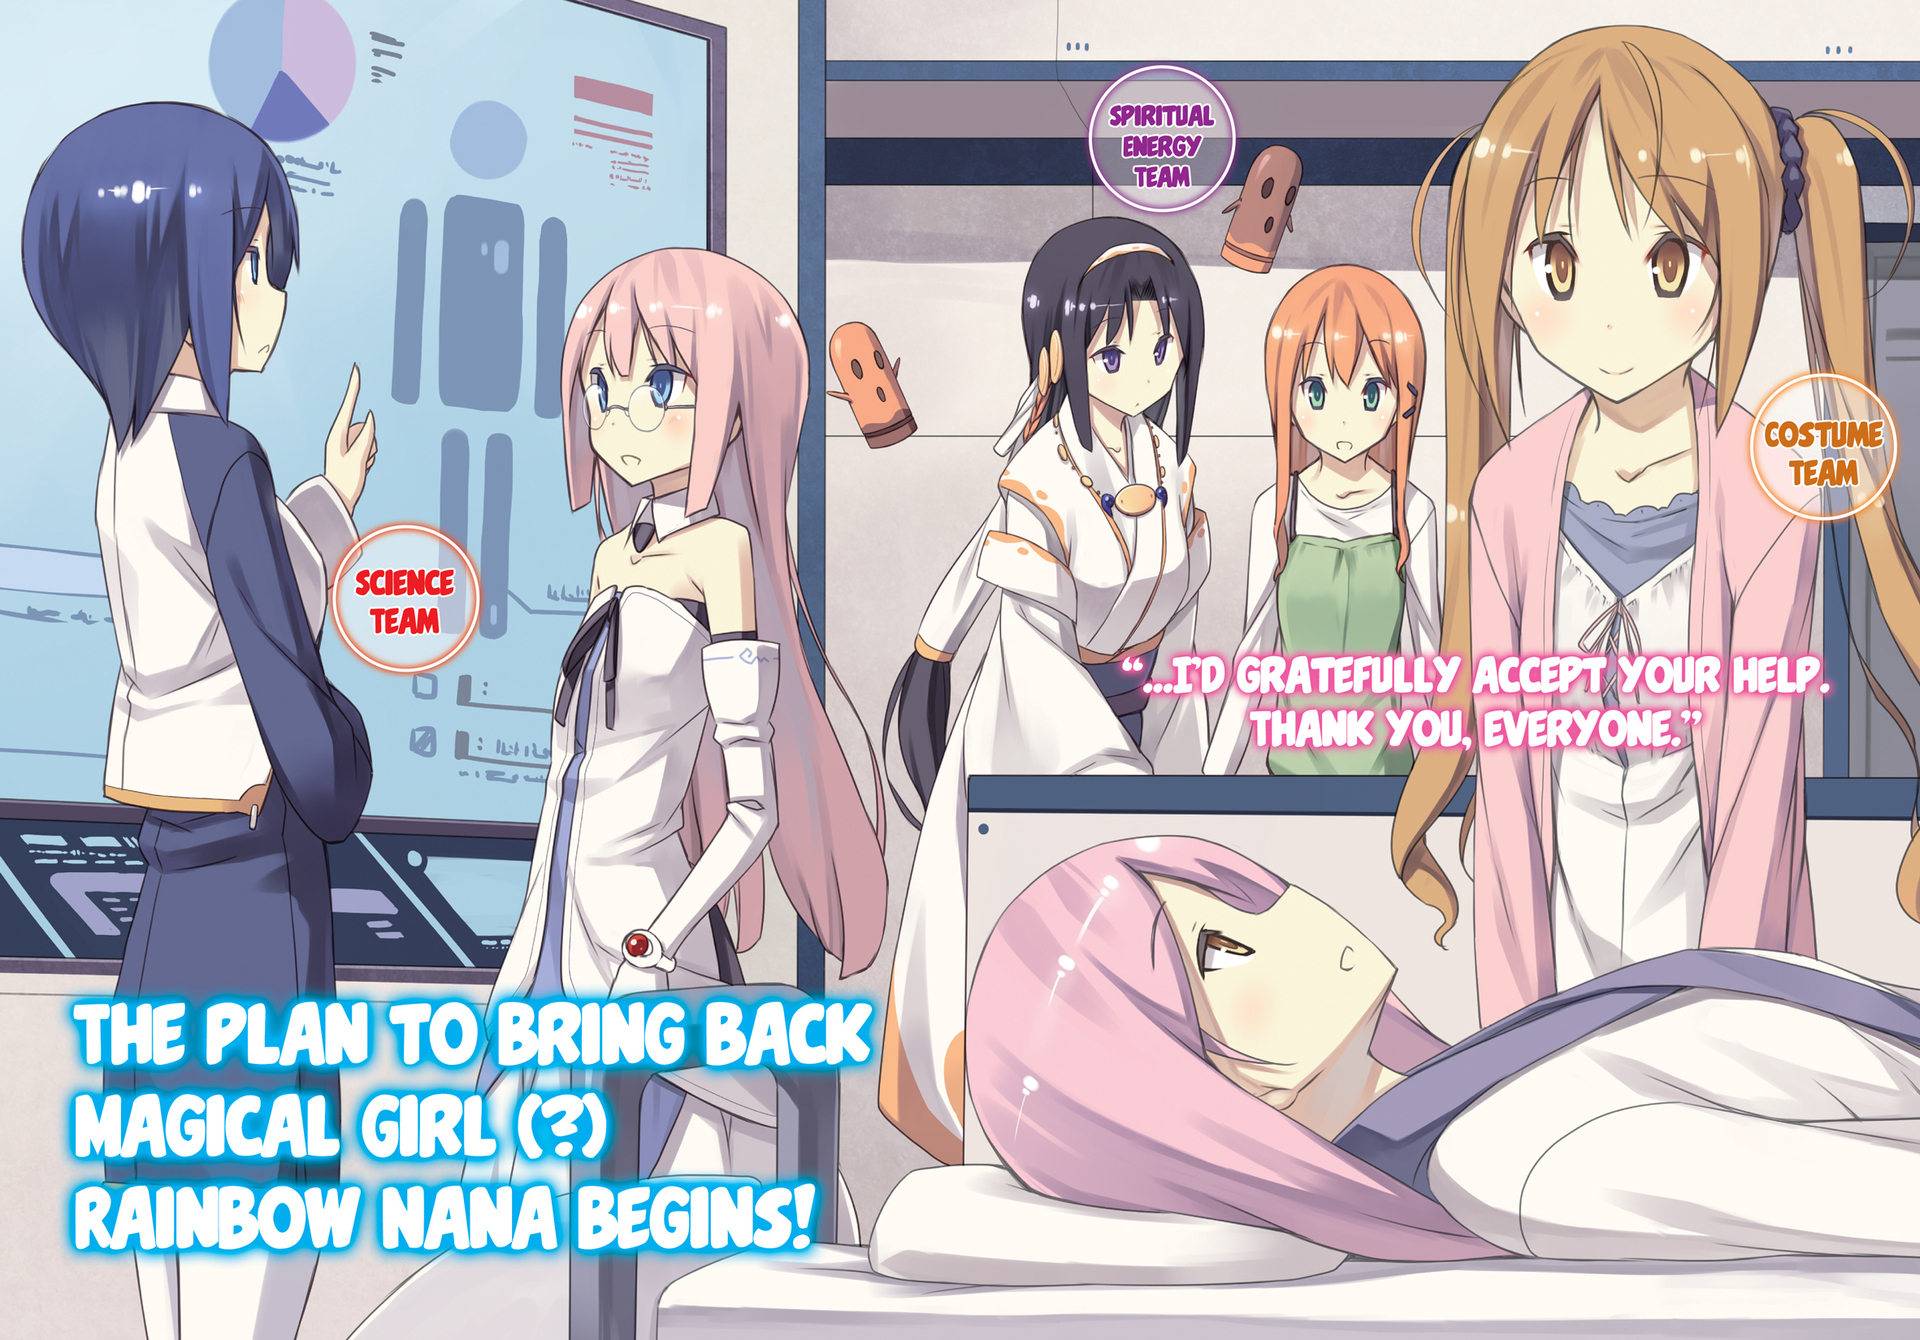 SPIRITUAL
ENERGY
TEAM
COSTUME
TEAM
SCIENCE
TEAM
“...I’D GRATEFULLY ACCEPT YOUR HELP.
THANK YOU, EVERYONE.”
THE PLAN TO BRING BACK
MAGICAL GIRL (?)
RAINBOW NANA BEGINS!